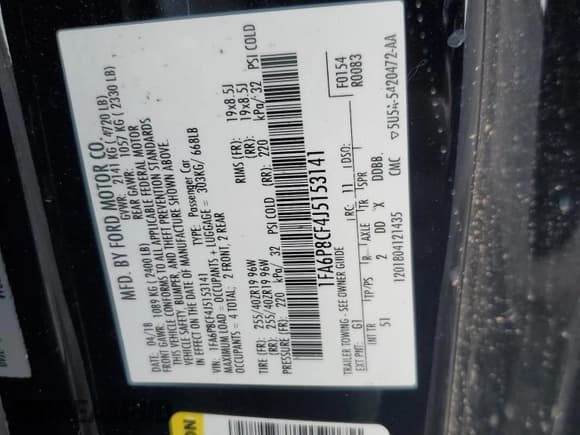 MFD. BY FORD MOTOR CO.
GVWR: 2141 KG ( 4720 LB)
04/18
FRONT GAWR: 1089 KG ( 2400 LB)
REAR GAWR: 1057 KG ( 2330 LB)
THIS VEHICLE CONFORMS TO ALL APPLICABLE FEDERAL MOTOR
VEHICLE SAFETY, BUMPER, AND THEFT PREVENTION STANDARDS
IN EFFECT ON THE DATE OF MANUFACTURE SHOWN ABOVE.
VIN: 1FA6P8CF4J5153141 TYPE: Passenger Car
MAXIMUM LOAD = OCCUPANTS + LUGGAGE = 303KG/ 668LB
OCCUPANTS = 4 TOTAL; 2 FRONT, 2 REAR
TIRE (FR): 255/40ZR19 96W RIMS (FR): 19x8.5J
(RR): 255/40ZR19 96W (RR): 19x8.5J
PRESSURE (FR): 220 kPa/ 32 PSI COLD (RR): 220 kPa/ 32 PSI COLD
1FA6P8CF4J5153141
F0154
R0083
TRAILER TOWING - SEE OWNER GUIDE
EXT PNT: G1 RC: 11 DSO:
INT TR TP/PS R AXLE TR SPR
51 2 DD X DDBB.
1201804121435 CMC
▽5U5A-5420472-AA